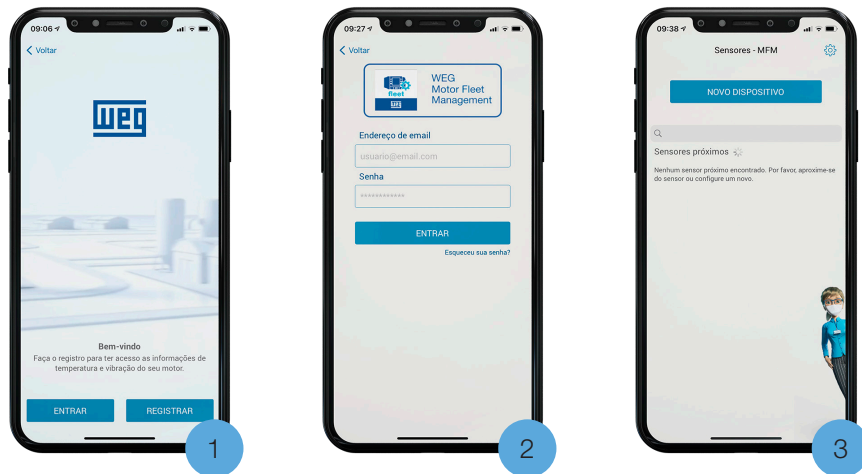 09:06
Voltar
WEG
Bem-vindo
Faça o registro para ter acesso as informações de
temperatura e vibração do seu motor.
ENTRAR
REGISTRAR
1
09:27
Voltar
fleet
WEG
WEG
Motor Fleet
Management
Endereço de email
usuario@email.com
Senha
************
ENTRAR
Esqueceu sua senha?
2
09:38
Sensores - MFM
NOVO DISPOSITIVO
Sensores próximos
Nenhum sensor próximo encontrado. Por favor, aproxime-se
do sensor ou configure um novo.
3